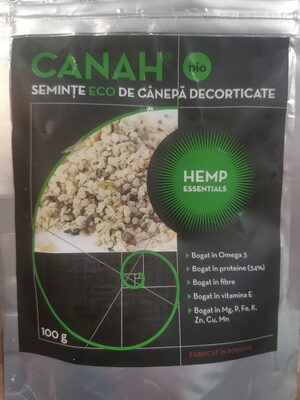 CANAH® bio
SEMINȚE ECO DE CÂNEPĂ DECORTICATE
HEMP
ESSENTIALS
Bogat în Omega 3
Bogat în proteine (34%)
Bogat în fibre
Bogat în vitamina E
Bogat în Mg, P, Fe, K,
Zn, Cu, Mn
100 g
FABRICAT ÎN ROMÂNIA